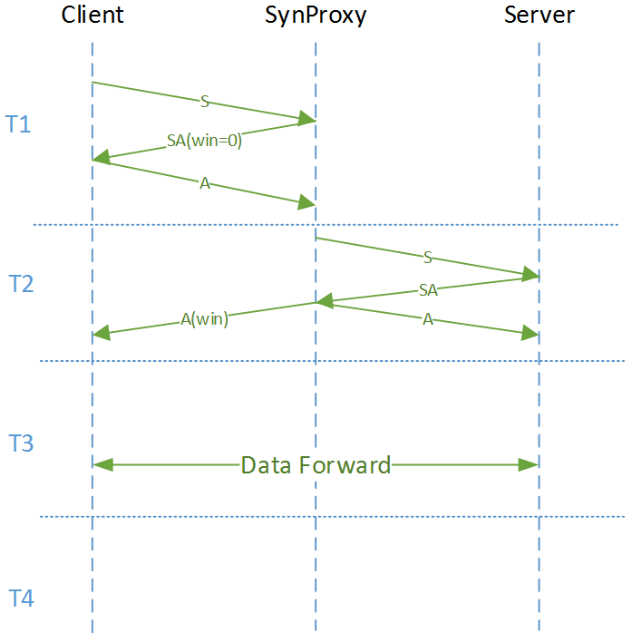 Client SynProxy Server
T1
S
SA(win=0)
A
T2
S
SA
A(win) A
T3
Data Forward
T4